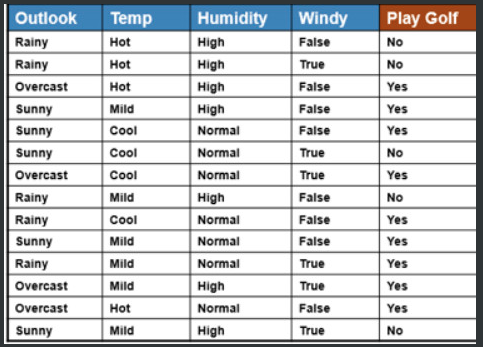 Outlook Temp Humidity Windy Play Golf
Rainy Hot High False No
Rainy Hot High True No
Overcast Hot High False Yes
Sunny Mild High False Yes
Sunny Cool Normal False Yes
Sunny Cool Normal True No
Overcast Cool Normal True Yes
Rainy Mild High False No
Rainy Cool Normal False Yes
Sunny Mild Normal False Yes
Rainy Mild Normal True Yes
Overcast Mild High True Yes
Overcast Hot Normal False Yes
Sunny Mild High True No